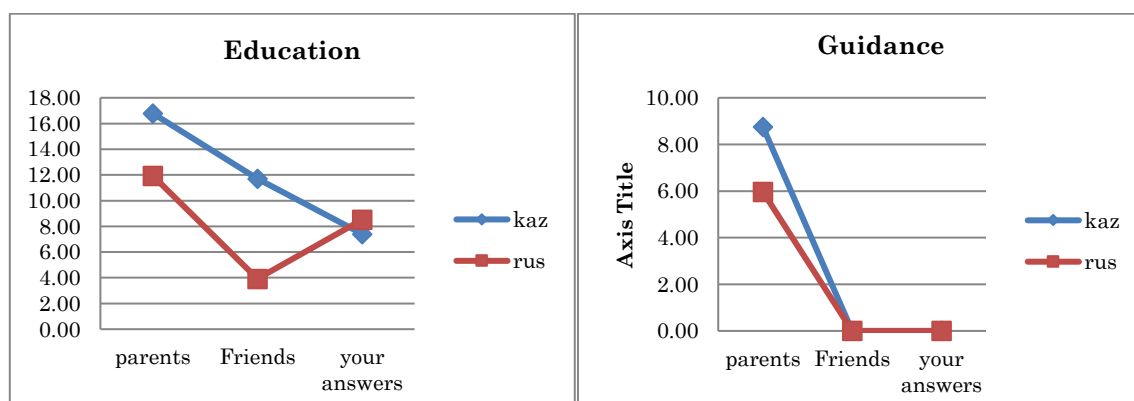 Education
18.00
16.00
14.00
12.00
10.00
8.00
6.00
4.00
2.00
0.00
parents
Friends
your
answers
kaz
rus
Guidance
Axis Title
10.00
8.00
6.00
4.00
2.00
0.00
parents
Friends
your
answers
kaz
rus